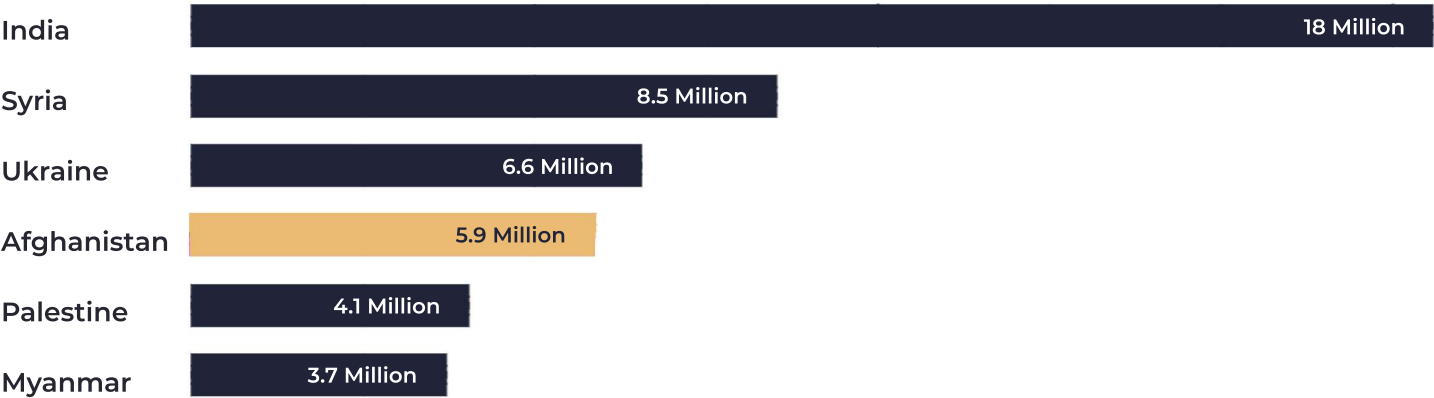 India 18 Million
Syria 8.5 Million
Ukraine 6.6 Million
Afghanistan 5.9 Million
Palestine 4.1 Million
Myanmar 3.7 Million